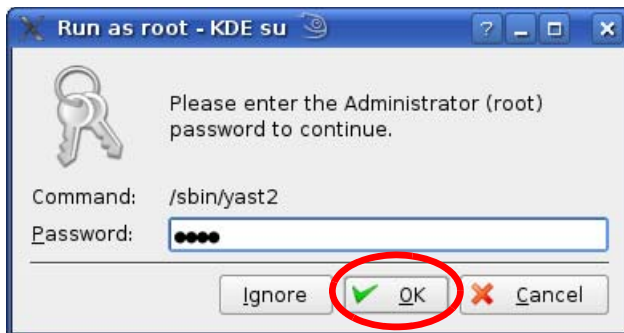 Run as root - KDE su
Please enter the Administrator (root)
password to continue.
Command: /sbin/yast2
Password: ●●●●
Ignore OK Cancel